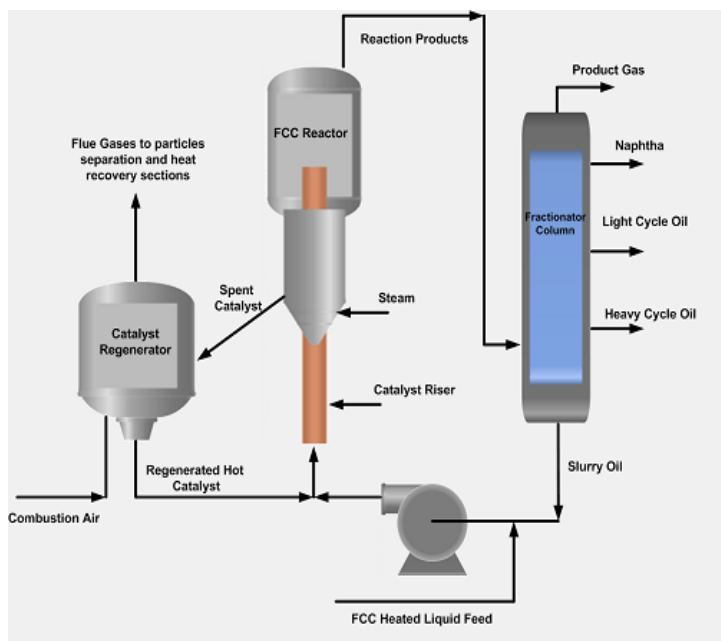 Reaction Products
Product Gas
FCC Reactor
Flue Gases to particles
separation and heat
recovery sections
Naphtha
Fractionator
Column
Light Cycle Oil
Spent
Catalyst
Steam
Heavy Cycle Oil
Catalyst
Regenerator
Catalyst Riser
Slurry Oil
Regenerated Hot
Catalyst
Combustion Air
FCC Heated Liquid Feed